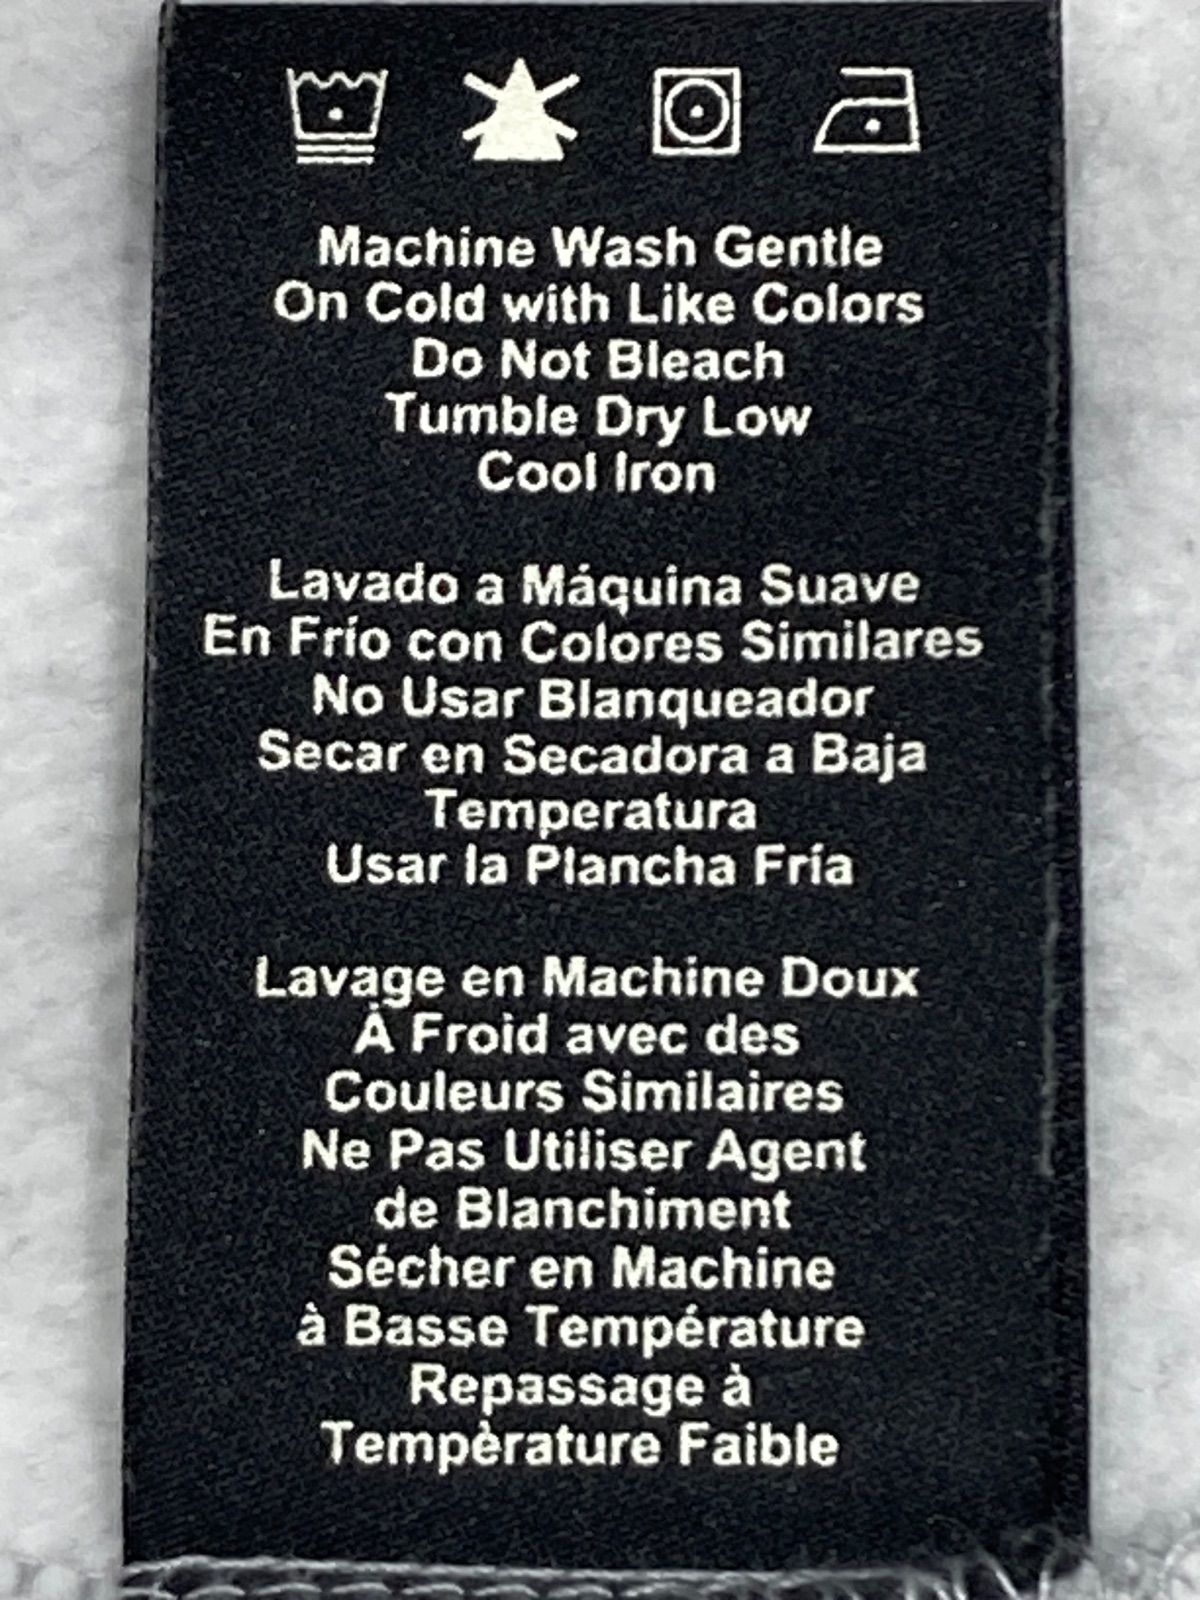 Machine Wash Gentle
On Cold with Like Colors
Do Not Bleach
Tumble Dry Low
Cool Iron
Lavado a Máquina Suave
En Frío con Colores Similares
No Usar Blanqueador
Secar en Secadora a Baja
Temperatura
Usar la Plancha Fría
Lavage en Machine Doux
À Froid avec des
Couleurs Similaires
Ne Pas Utiliser Agent
de Blanchiment
Sécher en Machine
à Basse Température
Repassage à
Tempèrature Faible